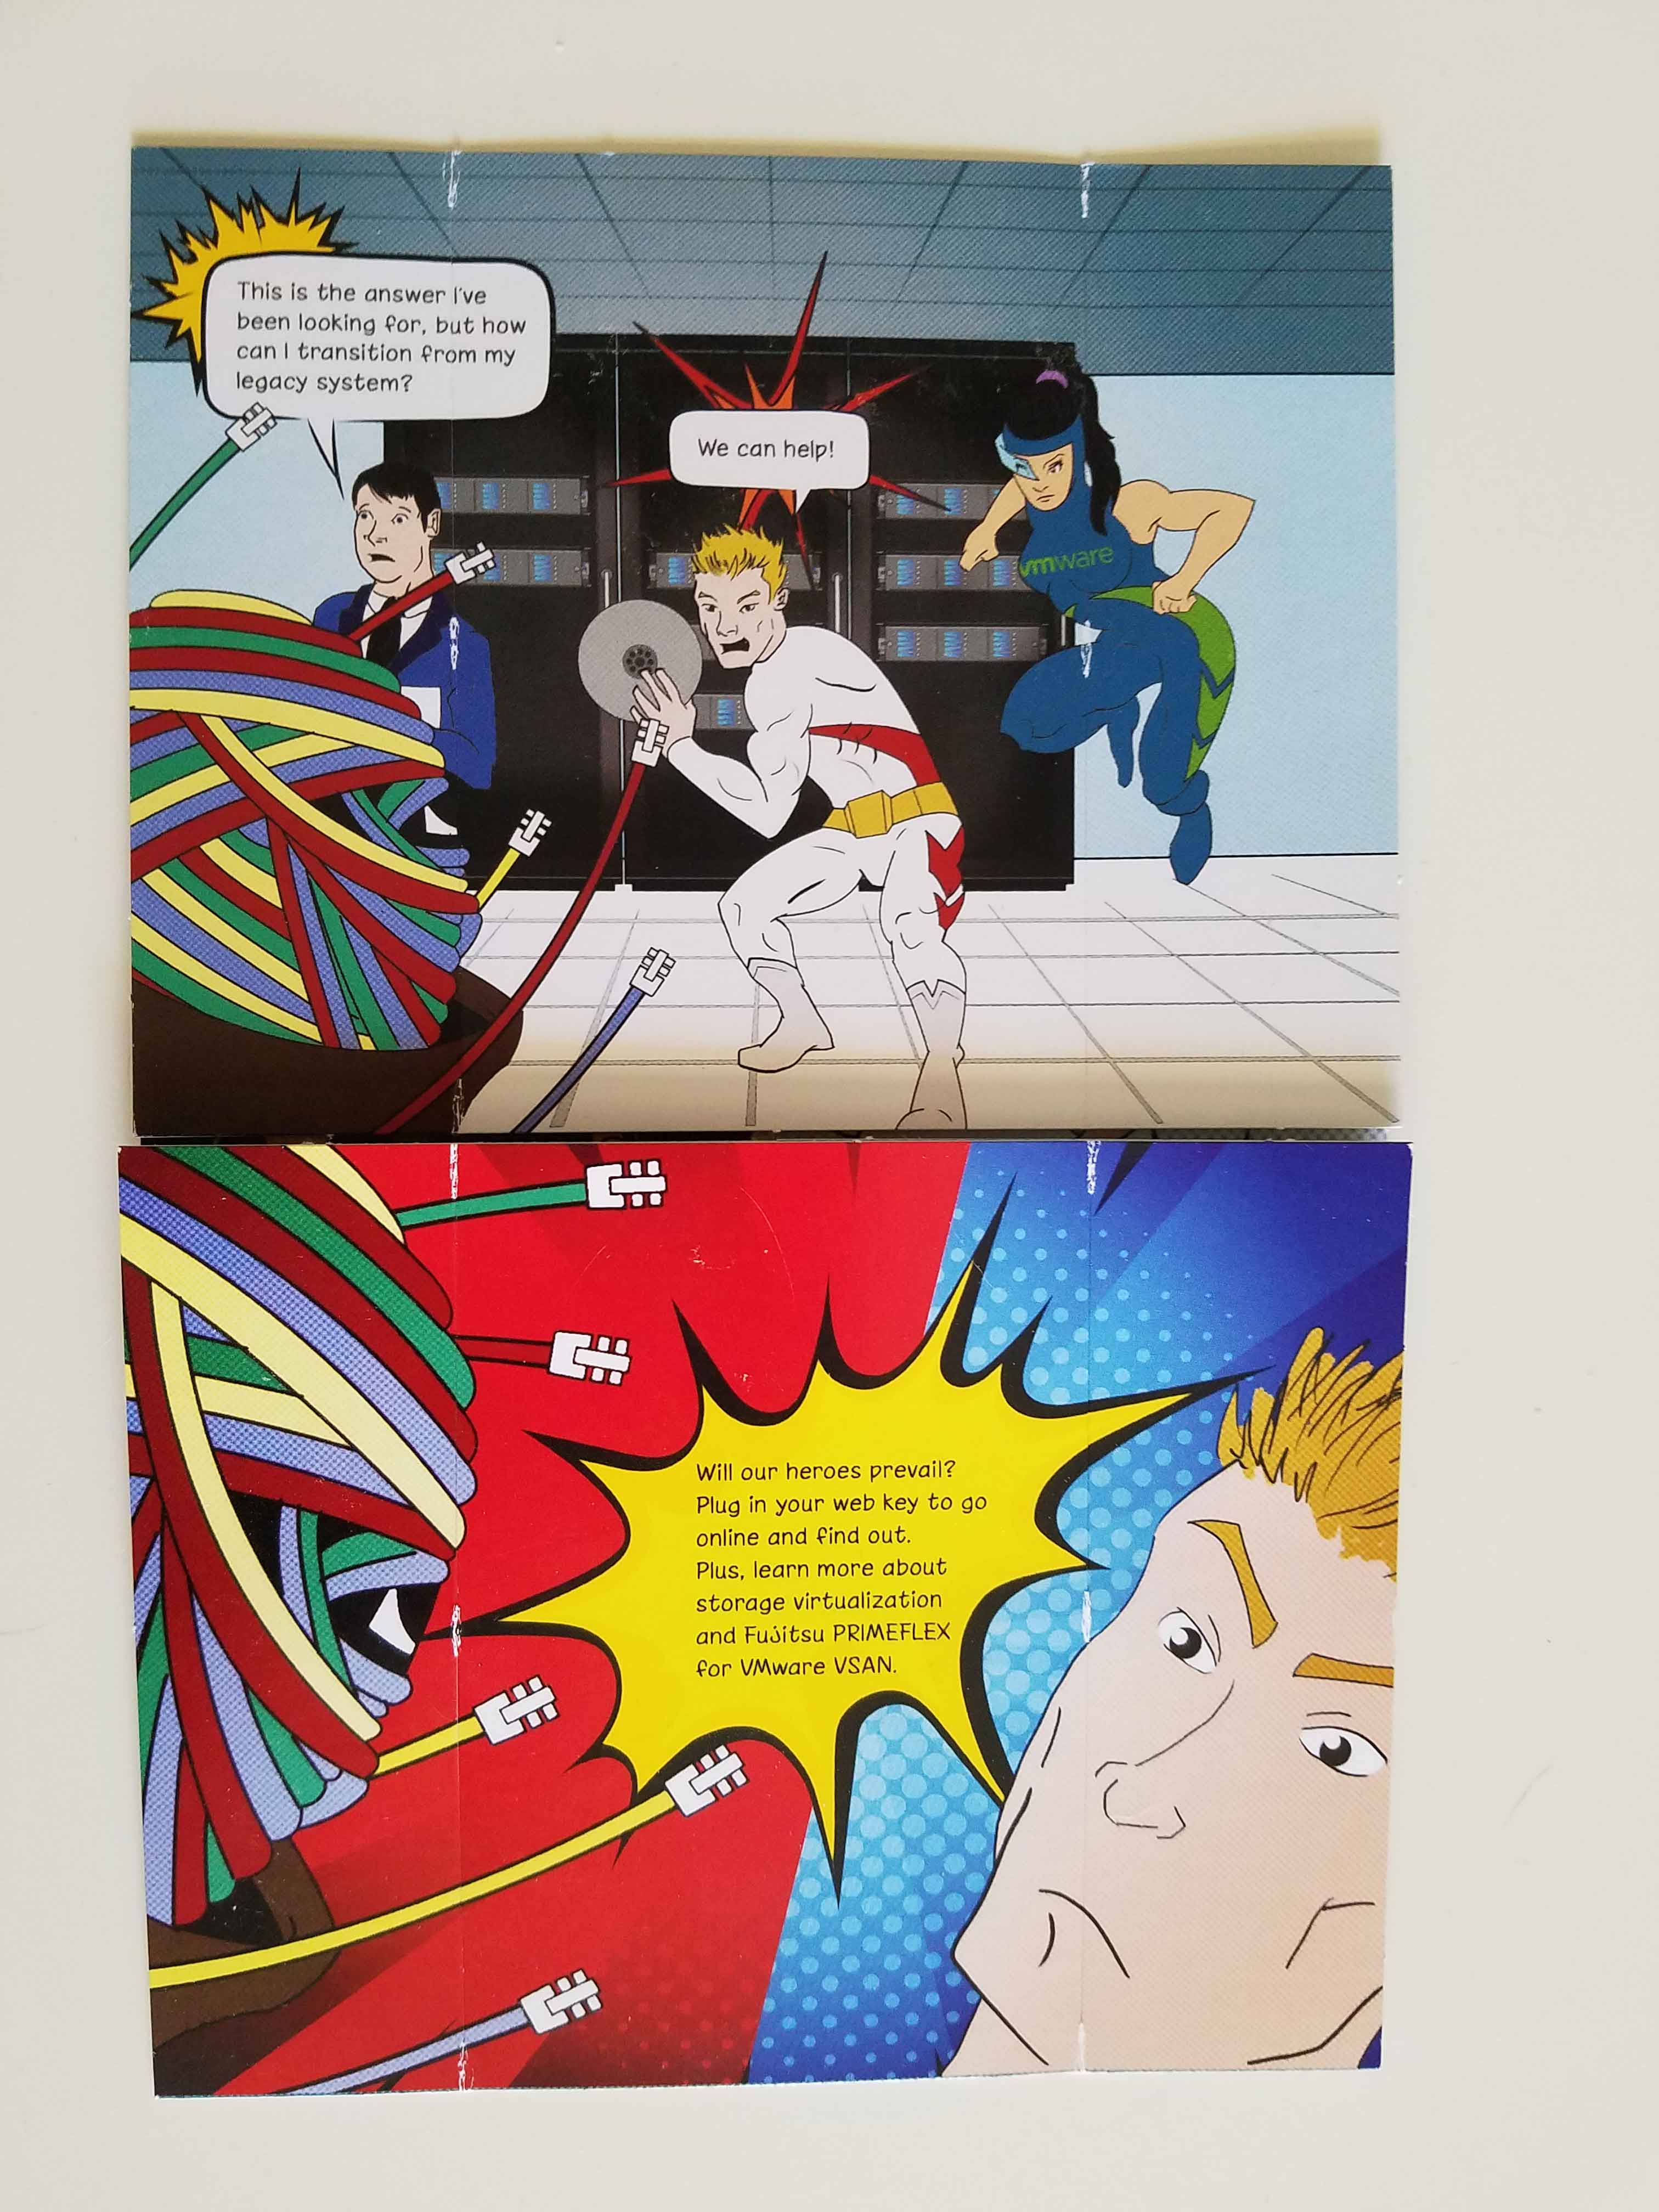 This is the answer I've
been looking for, but how
can I transition from my
legacy system?
We can help!
vmware
Will our heroes prevail?
Plug in your web key to go
online and find out.
Plus, learn more about
storage virtualization
and Fujitsu PRIMEFLEX
for VMware VSAN.